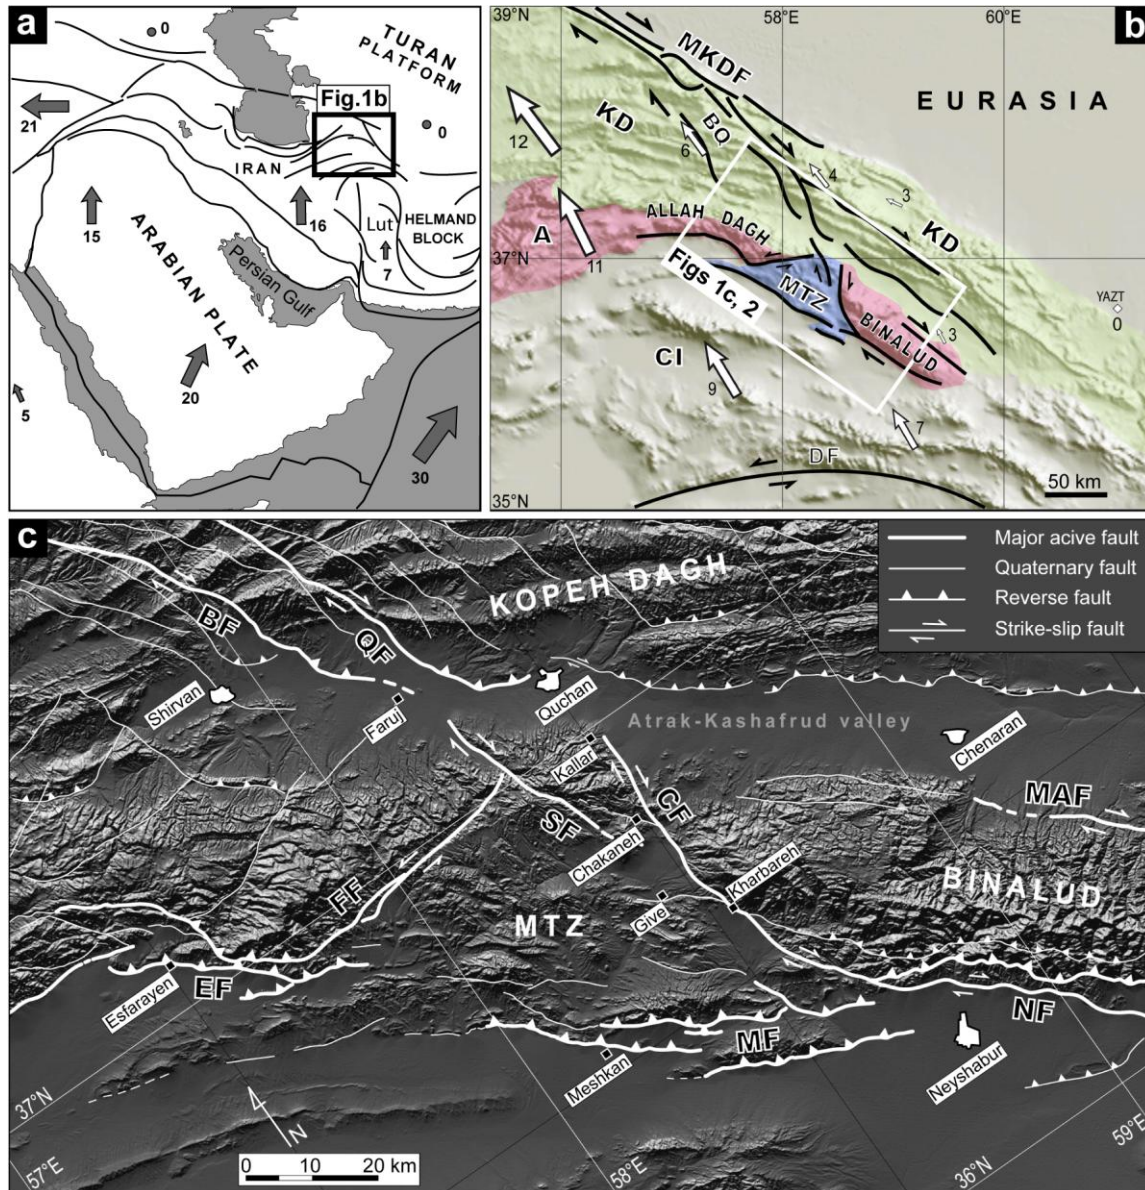 a
0
TURAN
PLATFORM
Fig.1b
21
0
IRAN
Lut
HELMAND
BLOCK
15
16
7
ARABIAN PLATE
Persian Gulf
20
5
30
39°N
58°E
60°E
b
MKDF
EURASIA
KD
BQ
12
6
4
3
KD
ALLAH DAGH
A
37°N
11
MTZ
Figs 1c, 2
YAZT
0
BINALUD
3
CI
9
7
DF
50 km
35°N
c
KOPEH DAGH
Major acive fault
Quaternary fault
Reverse fault
Strike-slip fault
BF
QF
Shirvan
Faruj
Quchan
Atrak-Kashafrud valley
Chenaran
Kallar
CF
MAF
SF
Chakaneh
Kharbareh
BINALUD
FF
MTZ
Give
EF
Esfarayen
NF
MF
Meshkan
Neyshabur
37°N
57°E
N
0 10 20 km
58°E
36°N
59°E